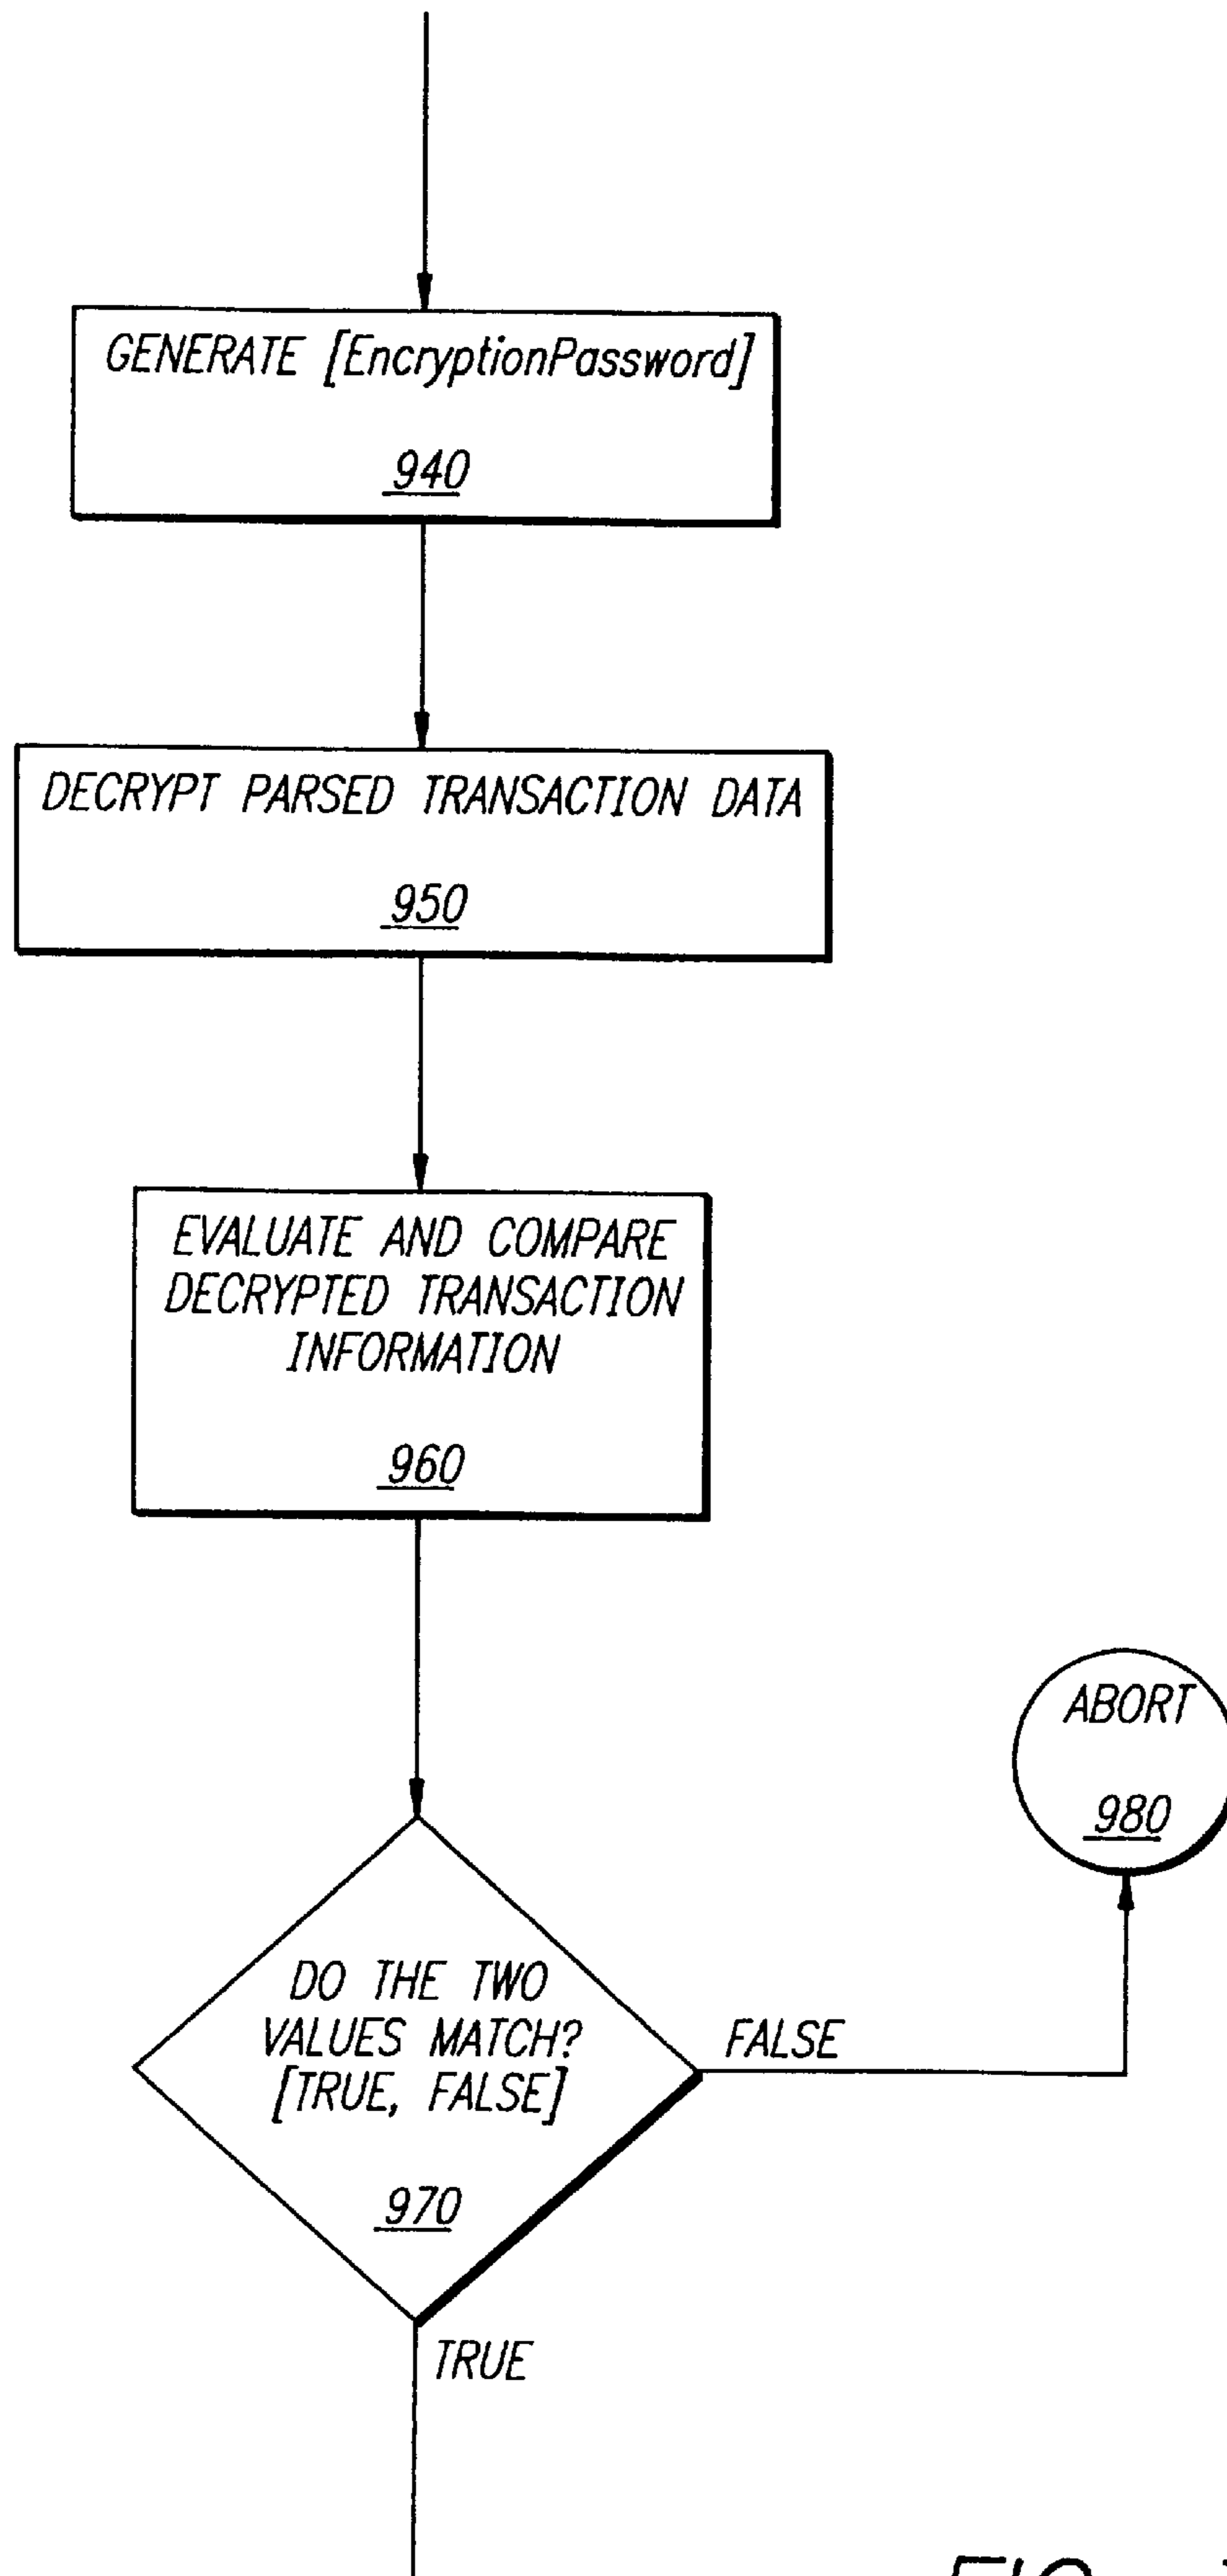 GENERATE [EncryptionPassword]
940
DECRYPT PARSED TRANSACTION DATA
950
EVALUATE AND COMPARE
DECRYPTED TRANSACTION
INFORMATION
960
ABORT
980
DO THE TWO
VALUES MATCH?
[TRUE, FALSE]
970
FALSE
TRUE